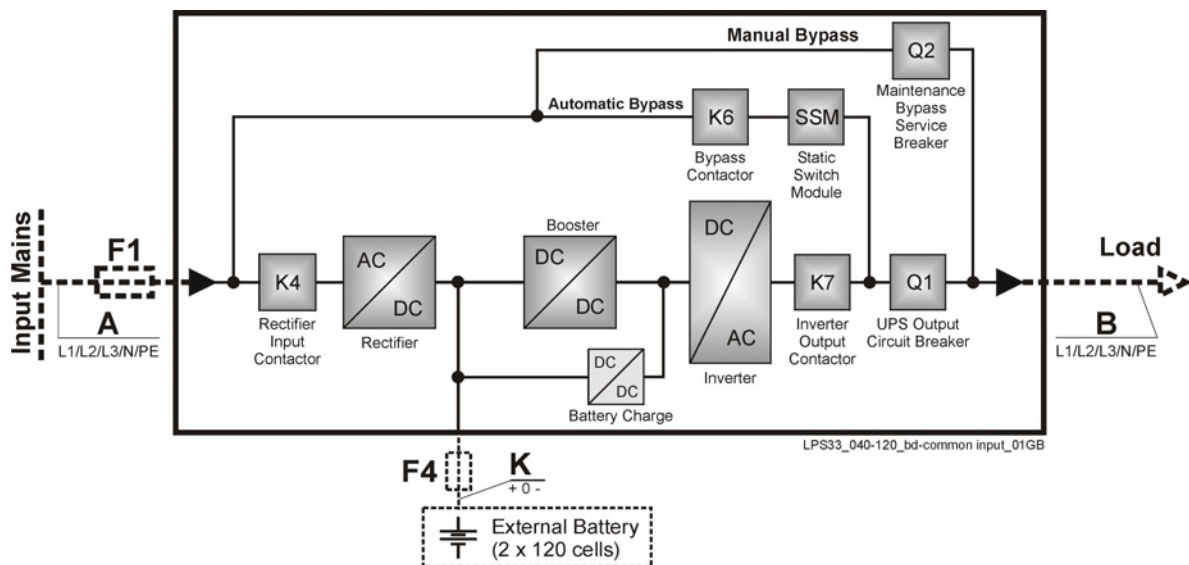 Manual Bypass
Q2
Maintenance
Bypass
Service
Breaker
Automatic Bypass
K6
Bypass
Contactor
SSM
Static
Switch
Module
Input Mains
F1
A
L1/L2/L3/N/PE
K4
Rectifier
Input
Contactor
AC
DC
Rectifier
Booster
DC
DC
DC
DC
Battery Charge
DC
AC
Inverter
K7
Inverter
Output
Contactor
Q1
UPS Output
Circuit Breaker
Load
B
L1/L2/L3/N/PE
LPS33_040-120_bd-common input_01GB
F4
K
+ 0 -
External Battery
(2 x 120 cells)